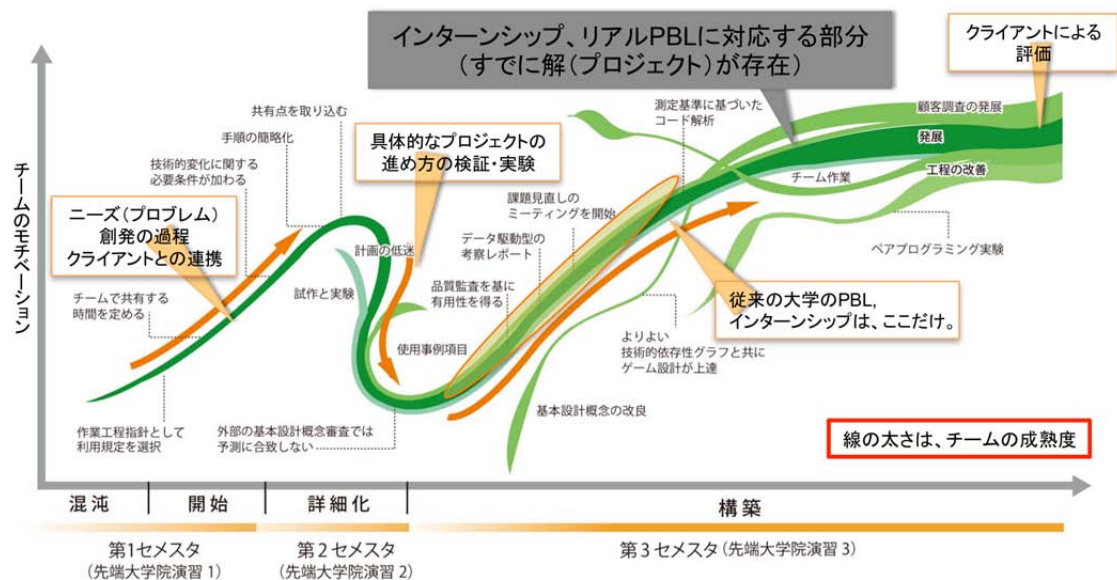 インターンシップ、リアルPBLに対応する部分
(すでに解(プロジェクト)が存在)
クライアントによる
評価
チームのモチベーション
共有点を取り込む
手順の簡略化
技術的変化に関する
必要条件が加わる
具体的なプロジェクトの
進め方の検証・実験
測定基準に基づいた
コード解析
顧客調査の発展
発展
工程の改善
チーム作業
ニーズ(プロブレム)
創発の過程
クライアントとの連携
課題見直しの
ミーティングを開始
計画の低迷
データ駆動型の
考察レポート
ペアプログラミング実験
試作と実験
品質監査を基に
有用性を得る
チームで共有する
時間を定める
従来の大学のPBL,
インターンシップは、ここだけ。
使用事例項目
よりよい
技術的依存性グラフと共に
ゲーム設計が上達
基本設計概念の改良
作業工程指針として
利用規定を選択
外部の基本設計概念審査では
予測に合致しない
線の太さは、チームの成熟度
混沌
開始
詳細化
構築
第1セメスタ
(先端大学院演習 1)
第2セメスタ
(先端大学院演習 2)
第3セメスタ(先端大学院演習 3)